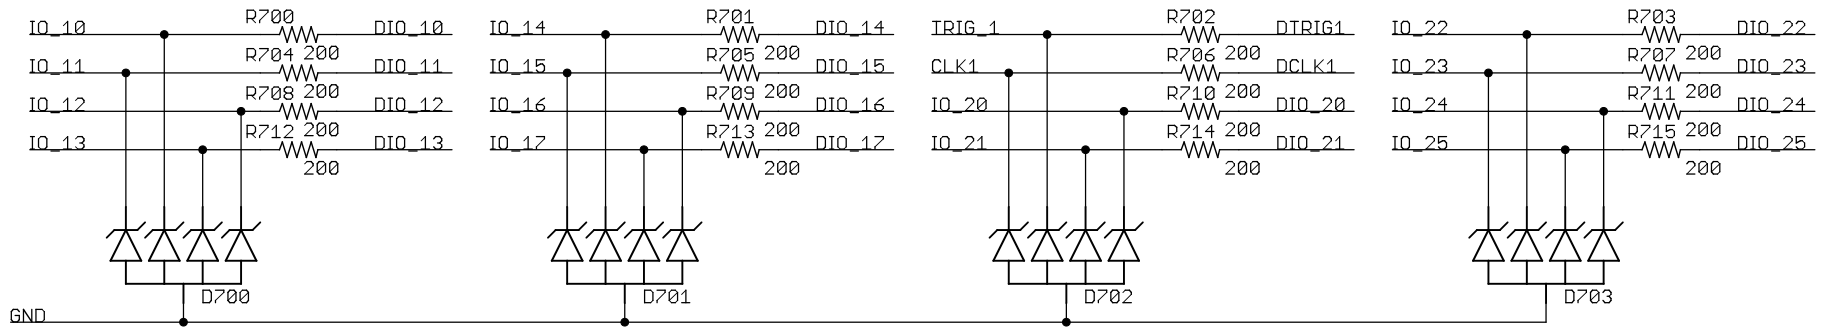 R700 R701 R702 R703
IO_10 DIO_10 IO_14 DIO_14 TRIG_1 DTRIG1 IO_22 DIO_22
R704 200 R705 200 R706 200 R707 200
IO_11 DIO_11 IO_15 DIO_15 CLK1 DCLK1 IO_23 DIO_23
R708 200 R709 200 R710 200 R711 200
IO_12 DIO_12 IO_16 DIO_16 IO_20 DIO_20 IO_24 DIO_24
R712 200 R713 200 R714 200 R715 200
IO_13 DIO_13 IO_17 DIO_17 IO_21 DIO_21 IO_25 DIO_25
200 200 200 200
D700 D701 D702 D703
GND